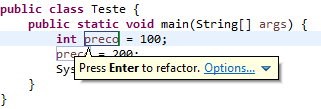 public class Teste {
public static void main(String[] args) {
int preco = 100;
preco = 200;
Sys
Press Enter to refactor. Options...
}
}